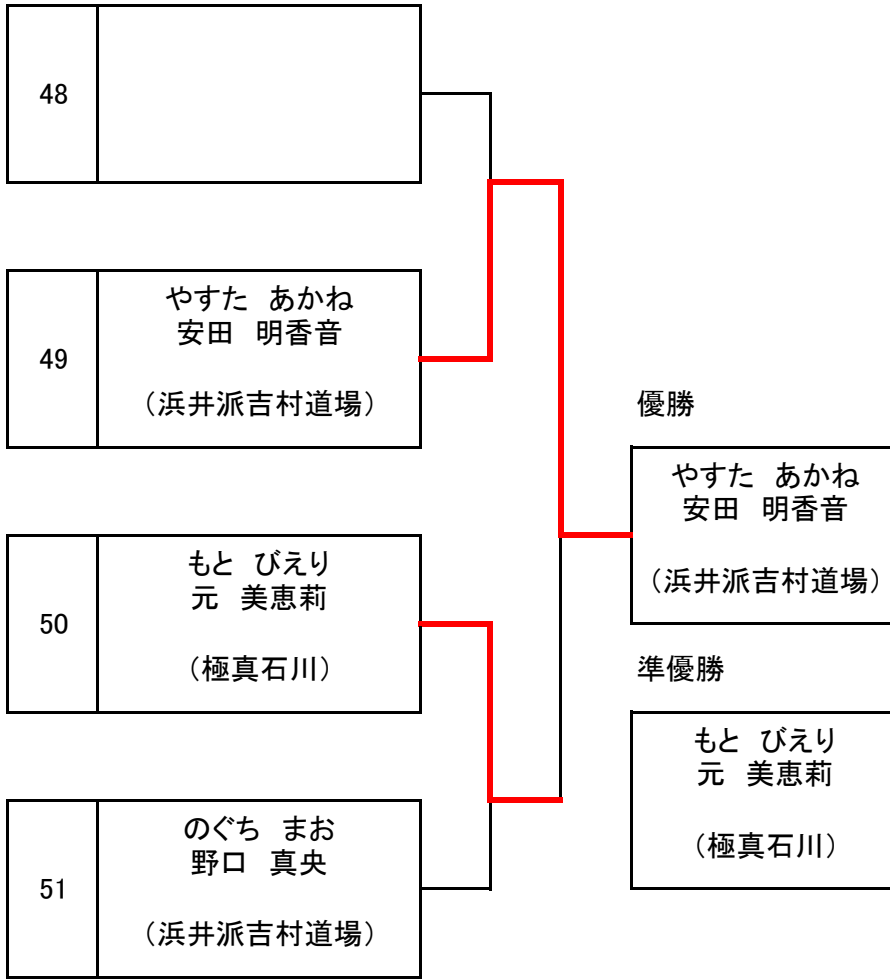 48
49
やすた　あかね
安田　明香音
（浜井派吉村道場）
50
もと　びえり
元　美恵莉
（極真石川）
51
のぐち　まお
野口　真央
（浜井派吉村道場）
優勝
やすた　あかね
安田　明香音
（浜井派吉村道場）
準優勝
もと　びえり
元　美恵莉
（極真石川）